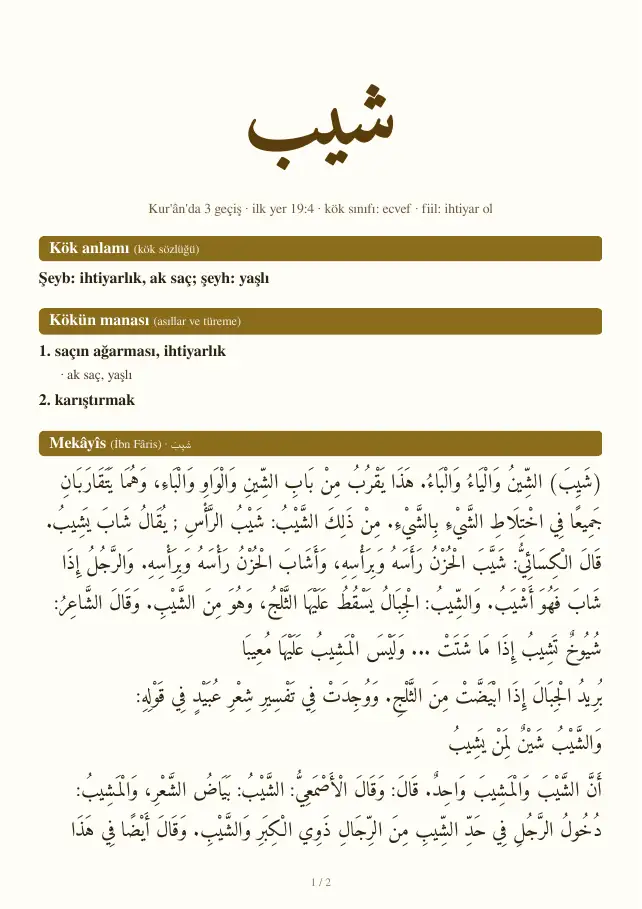 شيب
Kur'ân'da 3 geçiş · ilk yer 19:4 · kök sınıfı: ecvef · fiil: ihtiyar ol
Kök anlamı (kök sözlüğü)
Şeyb: ihtiyarlık, ak saç; şeyh: yaşlı
Kökün manası (asıllar ve türeme)
1. saçın ağarması, ihtiyarlık
· ak saç, yaşlı
2. karıştırmak
Mekâyîs (İbn Fâris) · شَيِبَ
(شَيِبَ) الشِّينُ وَالْيَاءُ وَالْبَاءُ. هَذَا يَقْرُبُ مِنْ بَابِ الشِّينِ وَالْوَاوِ وَالْبَاءِ، وَهُمَا يَتَقَارَبَانِ
جَمِيعًا فِي اخْتِلَاطِ الشَّيْءِ بِالشَّيْءِ. مِنْ ذَلِكَ الشَّيْبُ: شَيْبُ الرَّأْسِ ; يُقَالُ شَابَ يَشِيبُ.
قَالَ الْكِسَائِيُّ: شَيَّبَ الْحُزْنُ رَأْسَهُ وَبِرَأْسِهِ، وَأَشَابَ الْحُزْنُ رَأْسَهُ وَبِرَأْسِهِ. وَالرَّجُلُ إِذَا
شَابَ فَهُوَ أَشْيَبُ. وَالشِّيبُ: الْجِبَالُ يَسْقُطُ عَلَيْهَا الثَّلْجُ، وَهُوَ مِنَ الشَّيْبِ. وَقَالَ الشَّاعِرُ:
شُيُوخٌ تَشِيبُ إِذَا مَا شَتَتْ ... وَلَيْسَ الْمَشِيبُ عَلَيْهَا مُعِيبَا
يُرِيدُ الْجِبَالَ إِذَا ابْيَضَّتْ مِنَ الثَّلْجِ. وَوُجِدَتْ فِي تَفْسِيرِ شِعْرِ عُبَيْدٍ فِي قَوْلِهِ:
وَالشَّيْبُ شَيْنٌ لِمَنْ يَشِيبُ
أَنَّ الشَّيْبَ وَالْمَشِيبَ وَاحِدٌ. قَالَ: وَقَالَ الْأَصْمَعِيُّ: الشَّيْبُ: بَيَاضُ الشَّعْرِ، وَالْمَشِيبُ:
دُخُولُ الرَّجُلِ فِي حَدِّ الشِّيبِ مِنَ الرِّجَالِ ذَوِي الْكِبَرِ وَالشَّيْبِ. وَقَالَ أَيْضًا فِي هَذَا
1 / 2